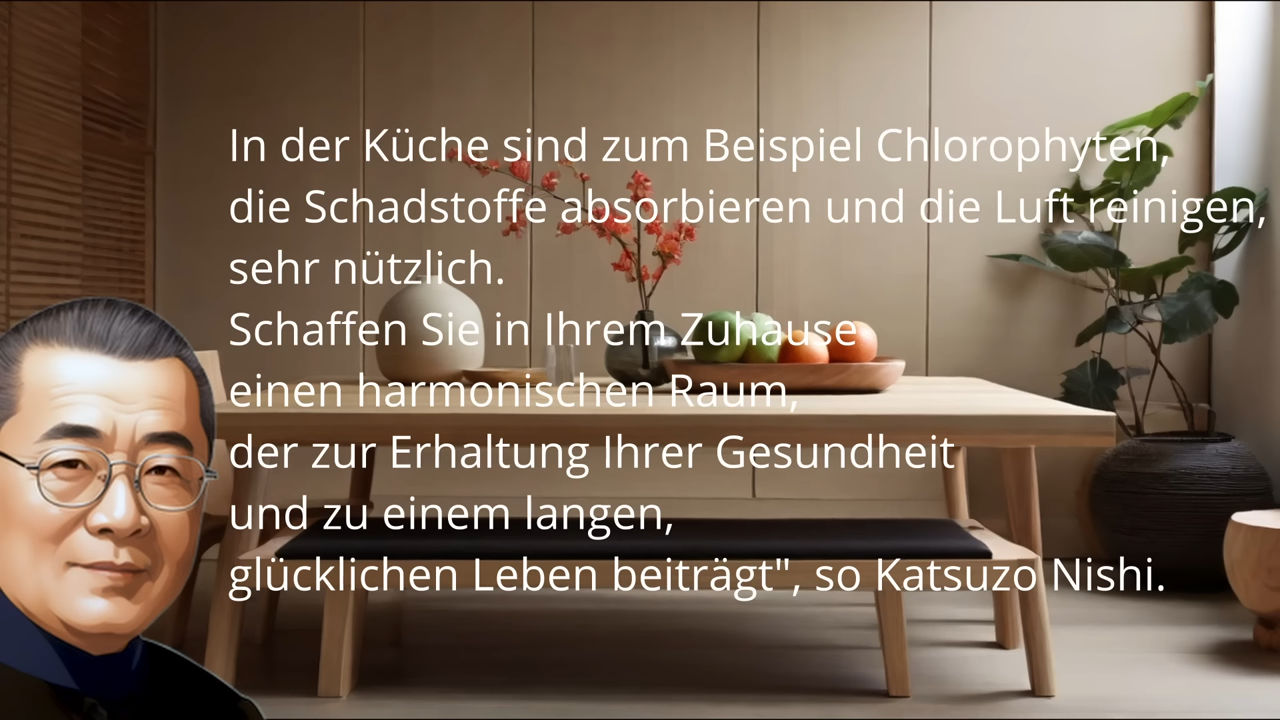 In der Küche sind zum Beispiel Chlorophyten,
die Schadstoffe absorbieren und die Luft reinigen,
sehr nützlich.
Schaffen Sie in Ihrem Zuhause
einen harmonischen Raum,
der zur Erhaltung Ihrer Gesundheit
und zu einem langen,
glücklichen Leben beiträgt", so Katsuzo Nishi.